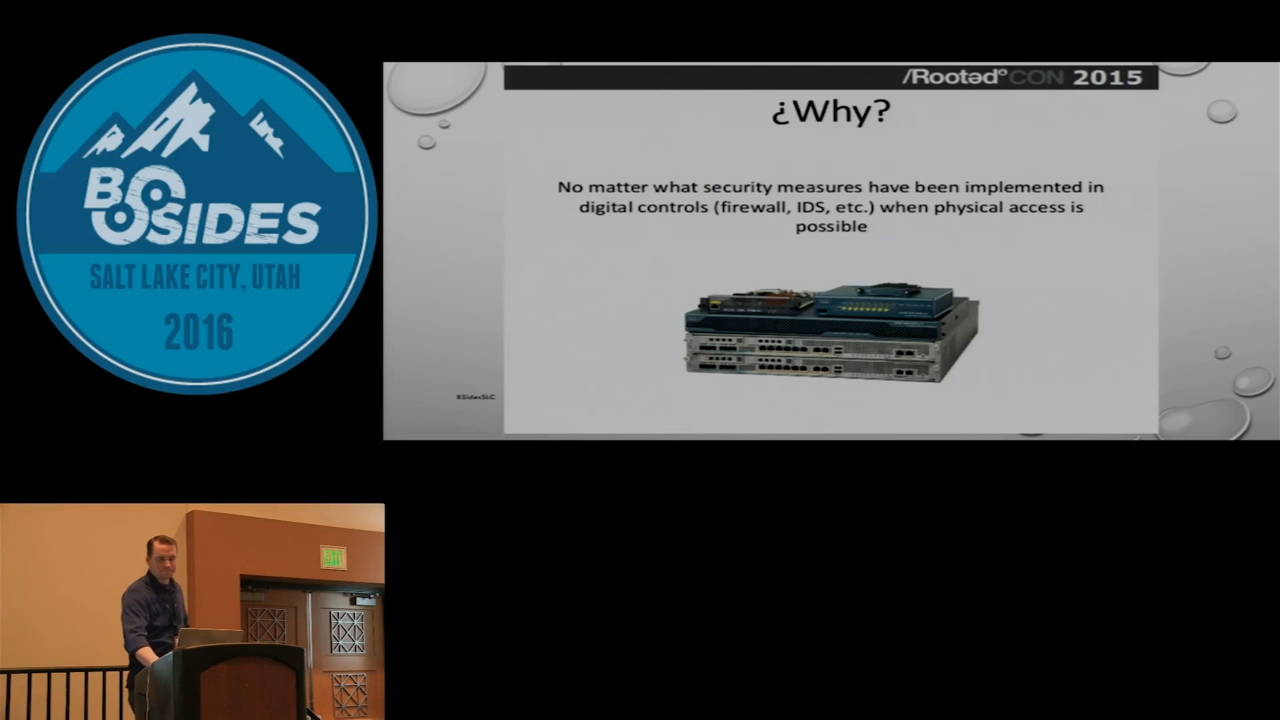 BSIDES
SALT LAKE CITY, UTAH
2016
/Rootəd°CON 2015
¿Why?
No matter what security measures have been implemented in
digital controls (firewall, IDS, etc.) when physical access is
possible
BSidesSLC
EXIT